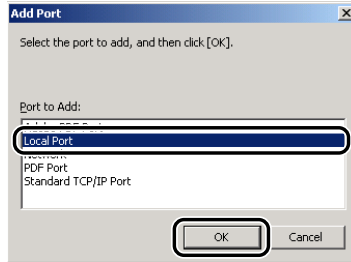 Add Port
Select the port to add, and then click [OK].
Port to Add:
Local Port
PDF Port
Standard TCP/IP Port
OK
Cancel